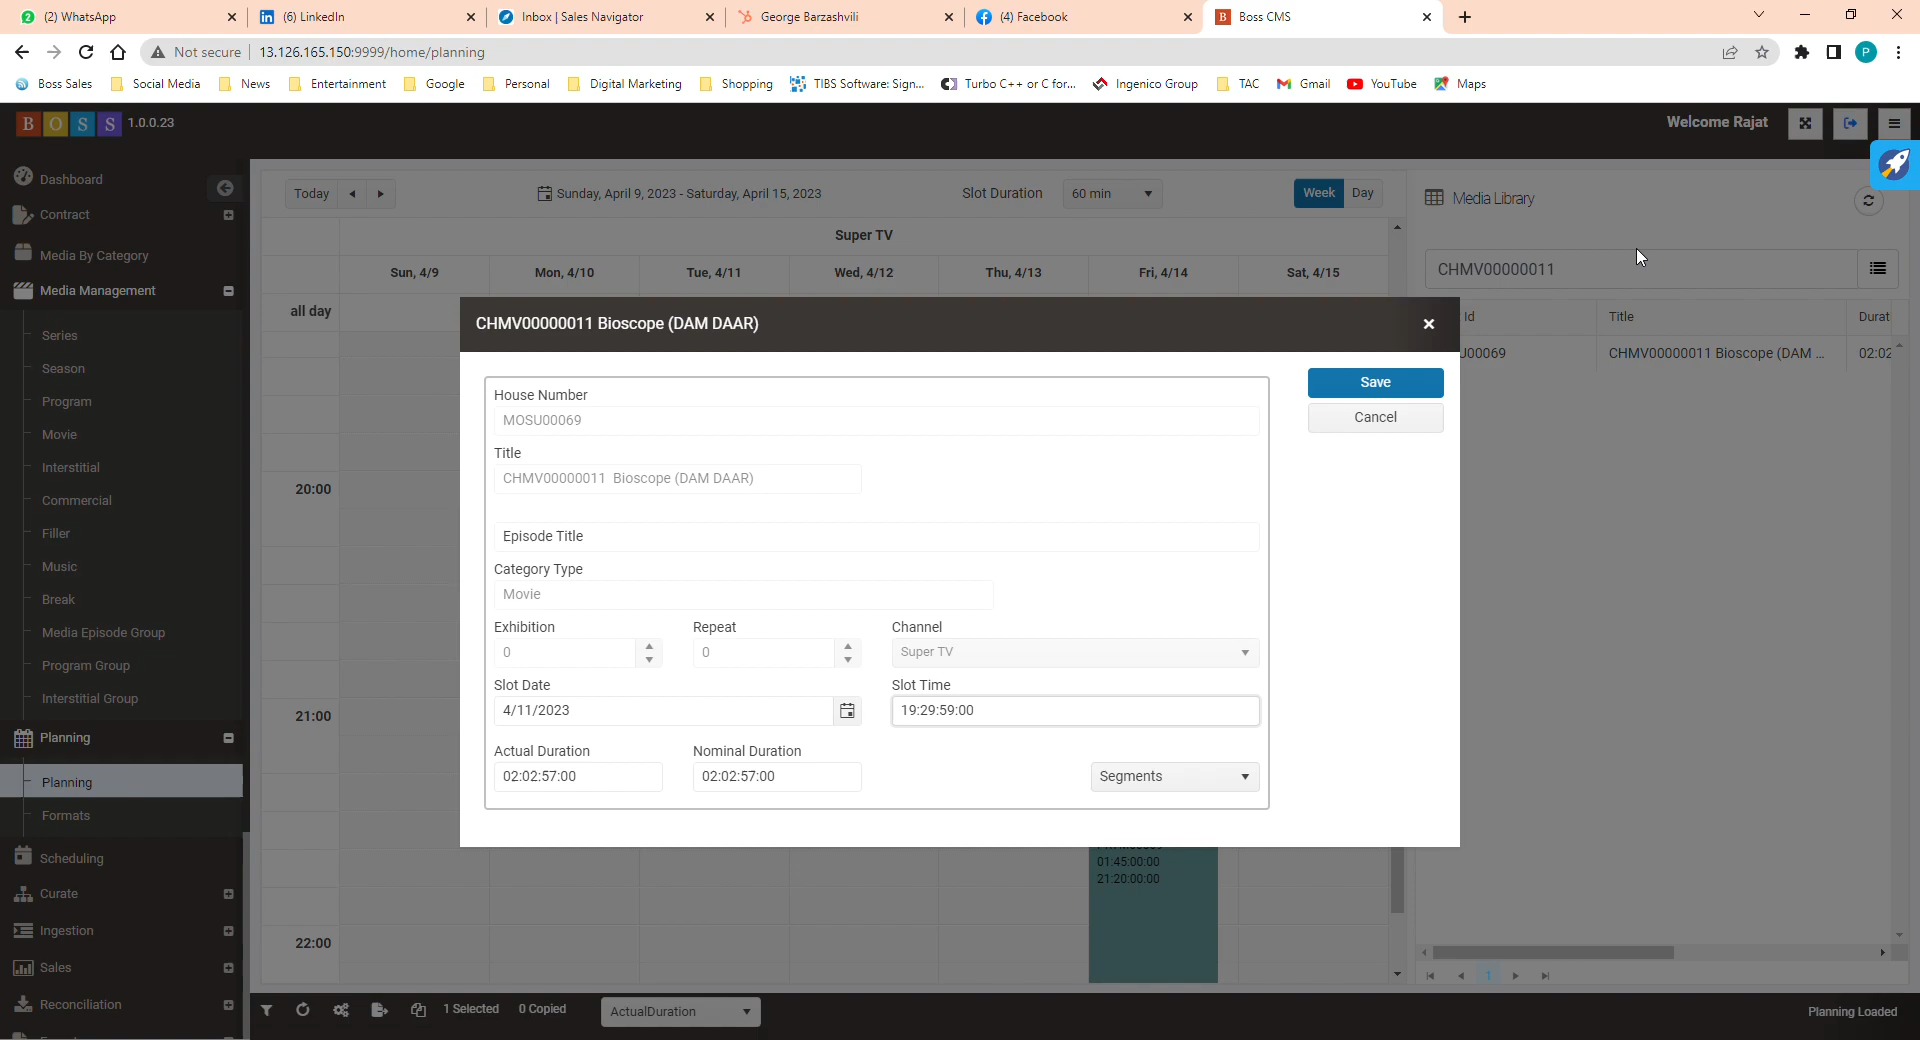 (2) WhatsApp
(6) LinkedIn
Inbox | Sales Navigator
George Barzashvili
(4) Facebook
B Boss CMS
Not secure 13.126.165.150:9999/home/planning
P
Boss Sales
Social Media
News
Entertainment
Google
Personal
Digital Marketing
Shopping
TIBS Software: Sign...
Turbo C++ or C for...
Ingenico Group
TAC
Gmail
YouTube
Maps
B O S S 1.0.0.23
Welcome Rajat
Dashboard
Contract
Media By Category
Media Management
Series
Season
Program
Movie
Interstitial
Commercial
Filler
Music
Break
Media Episode Group
Program Group
Interstitial Group
Planning
Planning
Formats
Scheduling
Curate
Ingestion
Sales
Reconciliation
Today
Sunday, April 9, 2023 - Saturday, April 15, 2023
Slot Duration 60 min
Week Day
Super TV
Sun, 4/9 Mon, 4/10 Tue, 4/11 Wed, 4/12 Thu, 4/13 Fri, 4/14 Sat, 4/15
all day
20:00
21:00
22:00
01:45:00:00
21:20:00:00
Media Library
CHMV00000011
Id Title Durat
J00069 CHMV00000011 Bioscope (DAM ... 02:02
1
CHMV00000011 Bioscope (DAM DAAR)
House Number
MOSU00069
Title
CHMV00000011 Bioscope (DAM DAAR)
Episode Title
Category Type
Movie
Exhibition Repeat Channel
0 0 Super TV
Slot Date Slot Time
4/11/2023 19:29:59:00
Actual Duration Nominal Duration
02:02:57:00 02:02:57:00 Segments
Save
Cancel
1 Selected 0 Copied ActualDuration
Planning Loaded